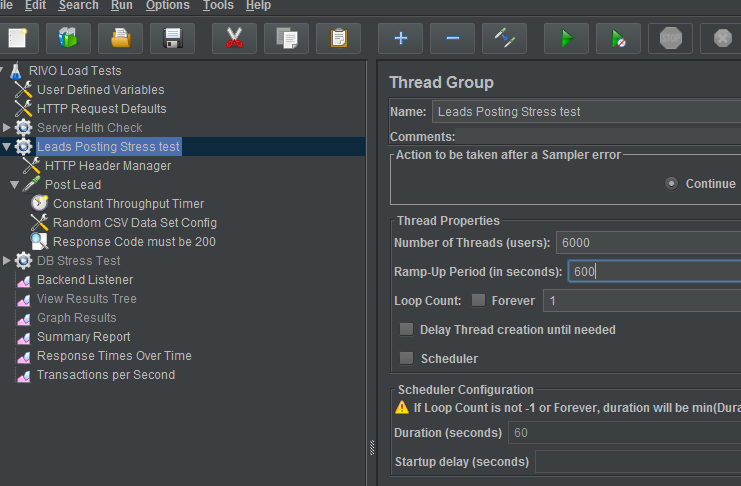 ile Edit Search Run Options Tools Help
STOP
RIVO Load Tests
User Defined Variables
HTTP Request Defaults
Server Helth Check
Leads Posting Stress test
HTTP Header Manager
Post Lead
Constant Throughput Timer
Random CSV Data Set Config
Response Code must be 200
DB Stress Test
Backend Listener
View Results Tree
Graph Results
Summary Report
Response Times Over Time
Transactions per Second
Thread Group
Name: Leads Posting Stress test
Comments:
Action to be taken after a Sampler error
Continue
Thread Properties
Number of Threads (users): 6000
Ramp-Up Period (in seconds): 600
Loop Count: Forever 1
Delay Thread creation until needed
Scheduler
Scheduler Configuration
If Loop Count is not -1 or Forever, duration will be min(Dura
Duration (seconds) 60
Startup delay (seconds)